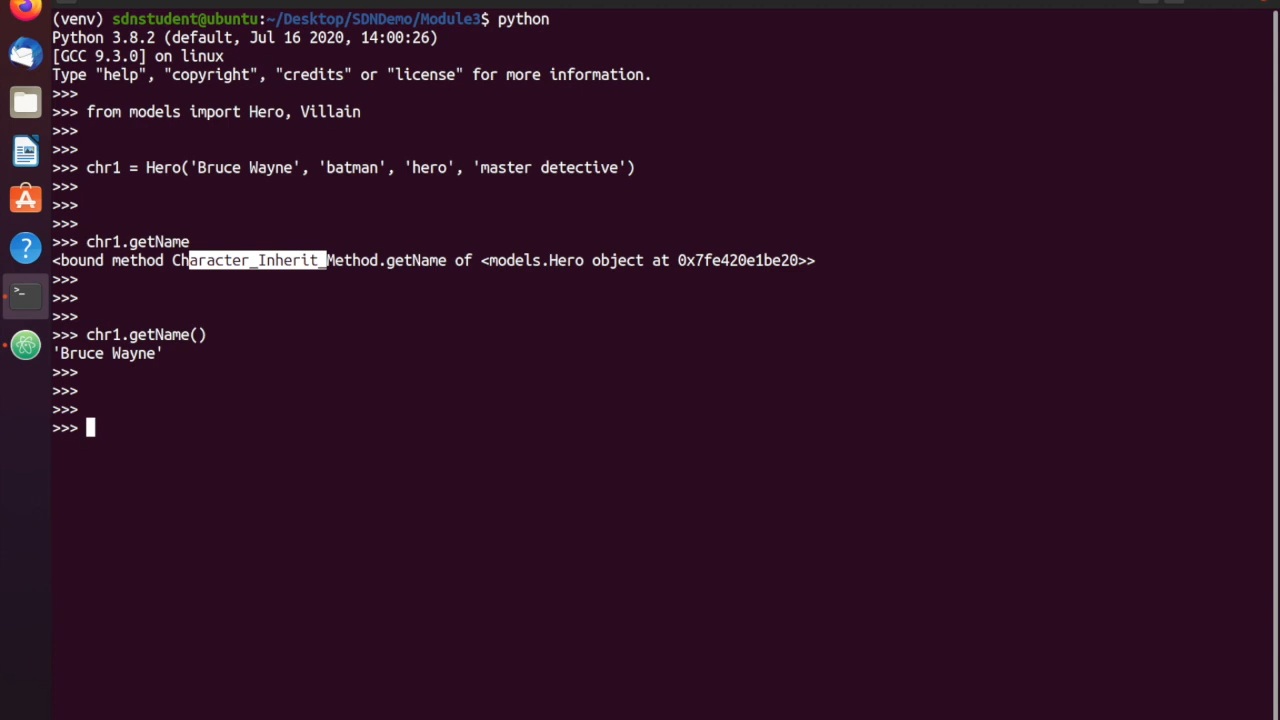 (venv) sdnstudent@ubuntu:~/Desktop/SDNDemo/Module3$ python
Python 3.8.2 (default, Jul 16 2020, 14:00:26)
[GCC 9.3.0] on linux
Type "help", "copyright", "credits" or "license" for more information.
>>>
>>> from models import Hero, Villain
>>>
>>>
>>> chr1 = Hero('Bruce Wayne', 'batman', 'hero', 'master detective')
>>>
>>>
>>>
>>> chr1.getName
<bound method Character_Inherit_Method.getName of <models.Hero object at 0x7fe420e1be20>>
>>>
>>>
>>>
>>> chr1.getName()
'Bruce Wayne'
>>>
>>>
>>>
>>>